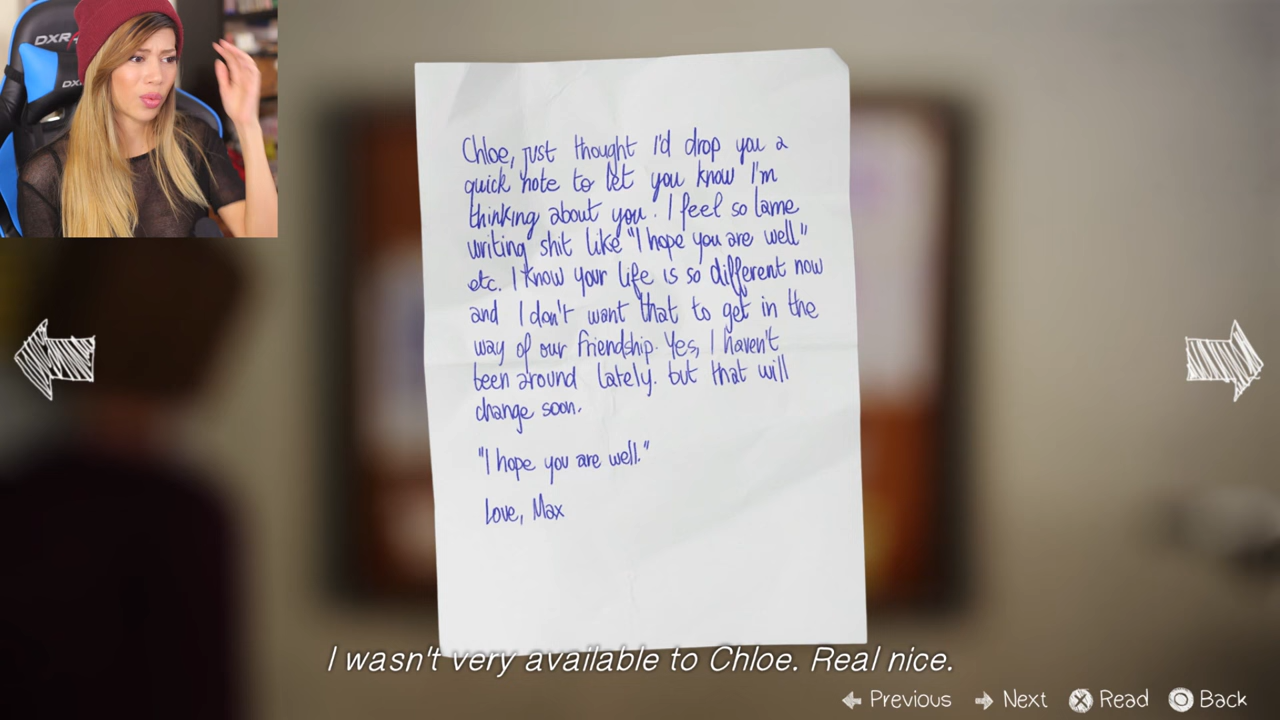 DXR
DX
Chloe, just thought I'd drop you a
quick note to let you know I'm
thinking about you. I feel so lame
writing shit like "I hope you are well"
etc. I know your life is so different now
and I don't want that to get in the
way of our friendship. Yes, I haven't
been around lately. but that will
change soon.
"I hope you are well."
Love, Max
I wasn't very available to Chloe. Real nice.
Previous Next Read Back